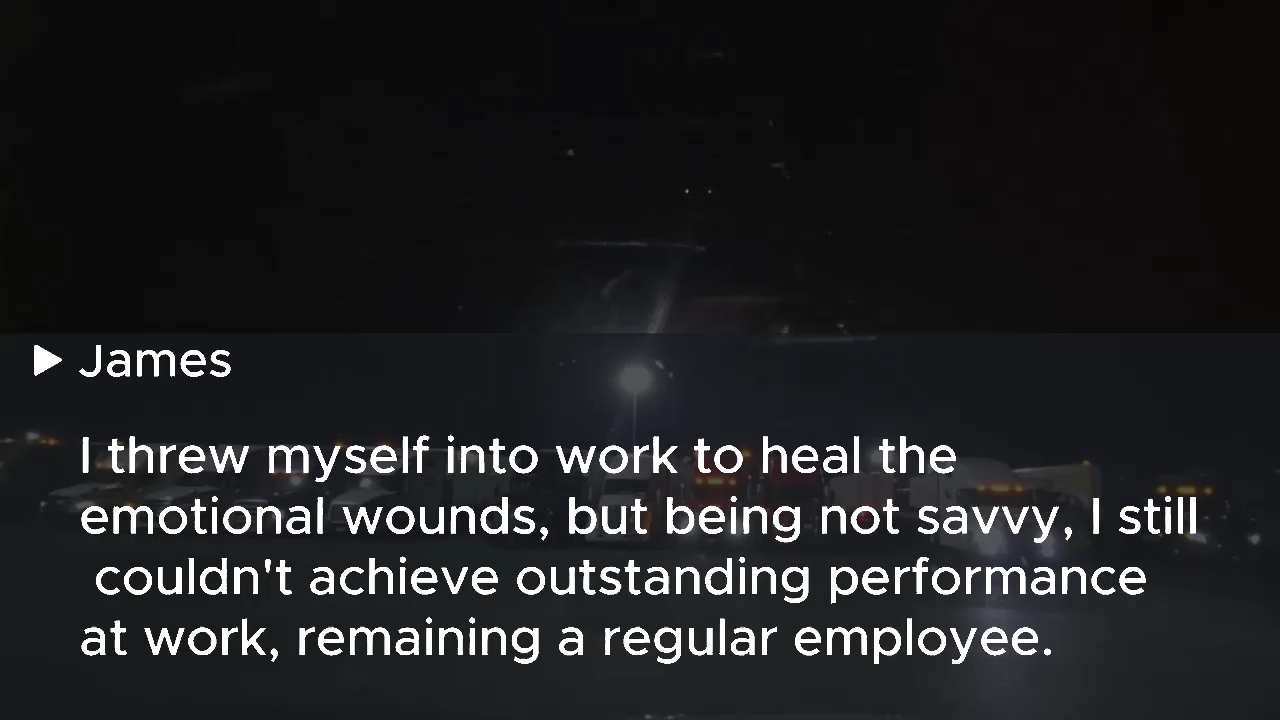 James
I threw myself into work to heal the
emotional wounds, but being not savvy, I still
couldn't achieve outstanding performance
at work, remaining a regular employee.